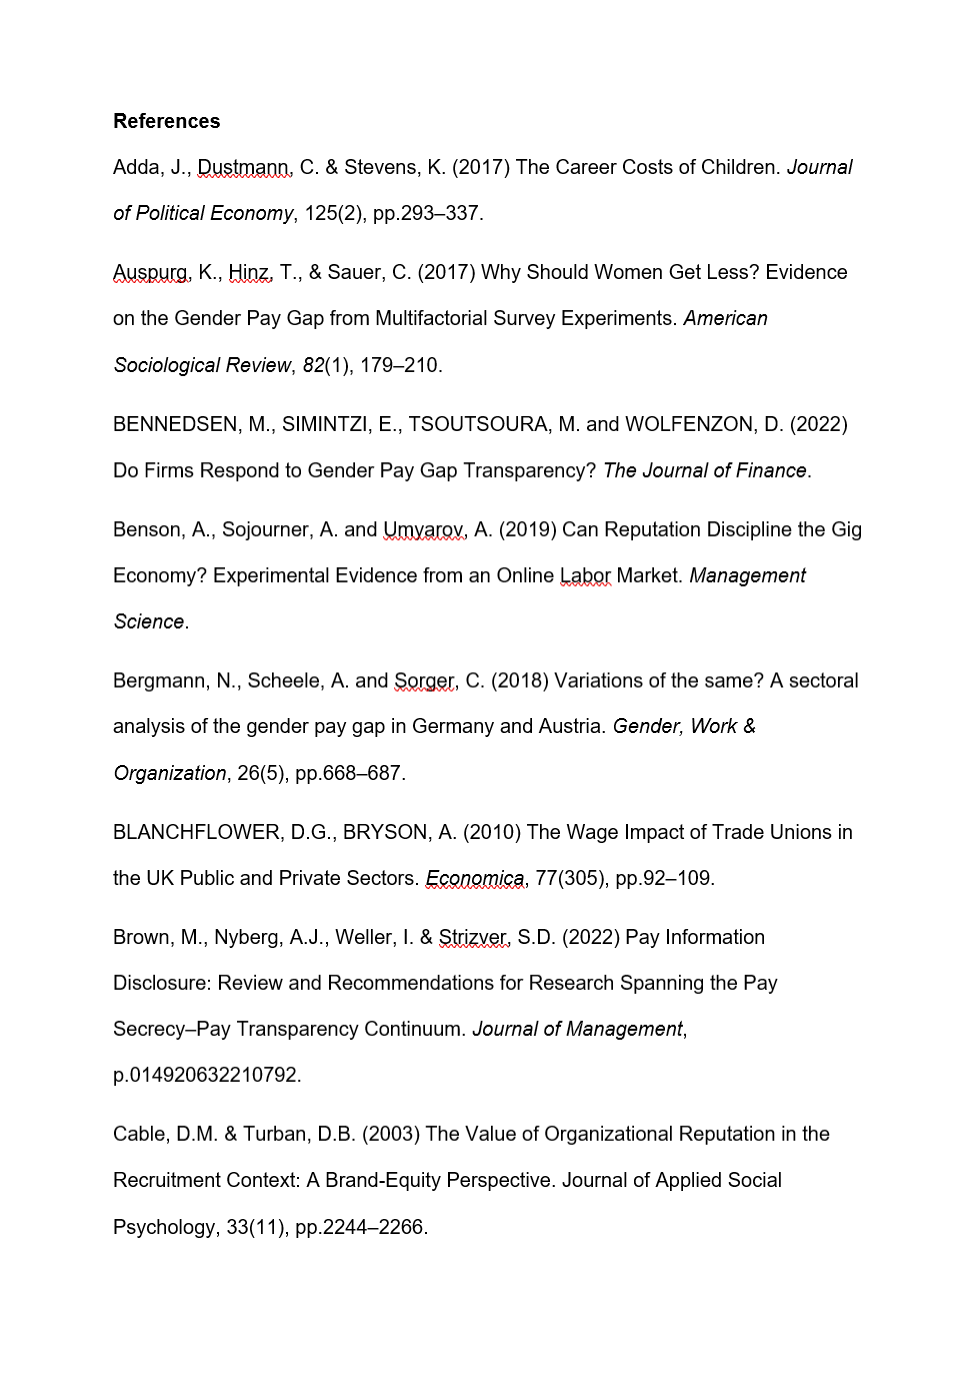 References
Adda, J., Dustmann, C. & Stevens, K. (2017) The Career Costs of Children. Journal
of Political Economy, 125(2), pp.293–337.
Auspurg, K., Hinz, T., & Sauer, C. (2017) Why Should Women Get Less? Evidence
on the Gender Pay Gap from Multifactorial Survey Experiments. American
Sociological Review, 82(1), 179–210.
BENNEDSEN, M., SIMINTZI, E., TSOUTSOURA, M. and WOLFENZON, D. (2022)
Do Firms Respond to Gender Pay Gap Transparency? The Journal of Finance.
Benson, A., Sojourner, A. and Umyarov, A. (2019) Can Reputation Discipline the Gig
Economy? Experimental Evidence from an Online Labor Market. Management
Science.
Bergmann, N., Scheele, A. and Sorger, C. (2018) Variations of the same? A sectoral
analysis of the gender pay gap in Germany and Austria. Gender, Work &
Organization, 26(5), pp.668–687.
BLANCHFLOWER, D.G., BRYSON, A. (2010) The Wage Impact of Trade Unions in
the UK Public and Private Sectors. Economica, 77(305), pp.92–109.
Brown, M., Nyberg, A.J., Weller, I. & Strizver, S.D. (2022) Pay Information
Disclosure: Review and Recommendations for Research Spanning the Pay
Secrecy–Pay Transparency Continuum. Journal of Management,
p.014920632210792.
Cable, D.M. & Turban, D.B. (2003) The Value of Organizational Reputation in the
Recruitment Context: A Brand-Equity Perspective. Journal of Applied Social
Psychology, 33(11), pp.2244–2266.